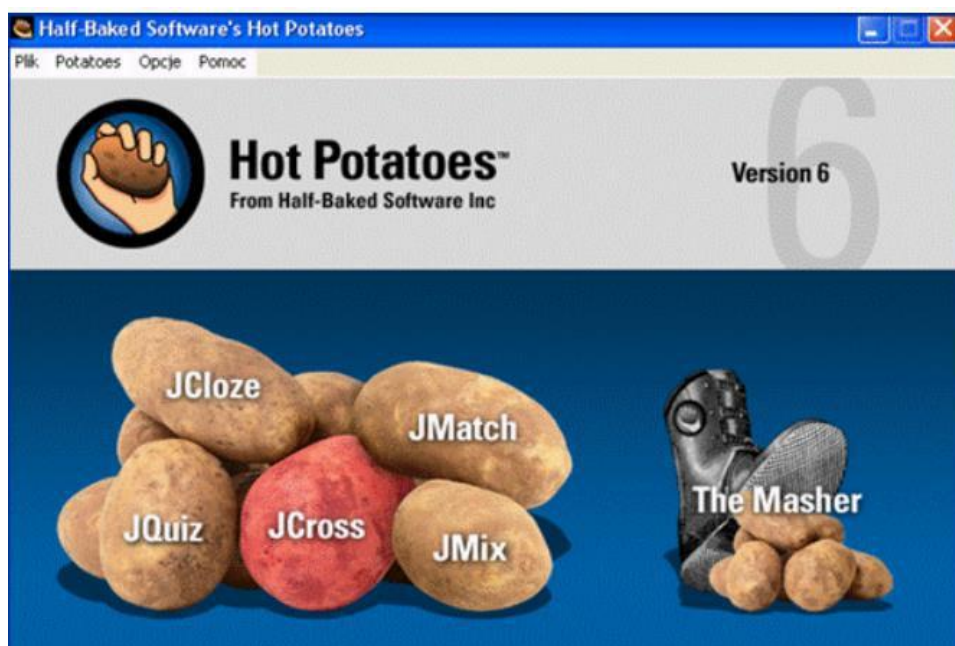 Half-Baked Software's Hot Potatoes
Plik Potatoes Opcje Pomoc
Hot Potatoes™
From Half-Baked Software Inc
Version 6
6
JCloze
JMatch
JQuiz
JCross
JMix
The Masher